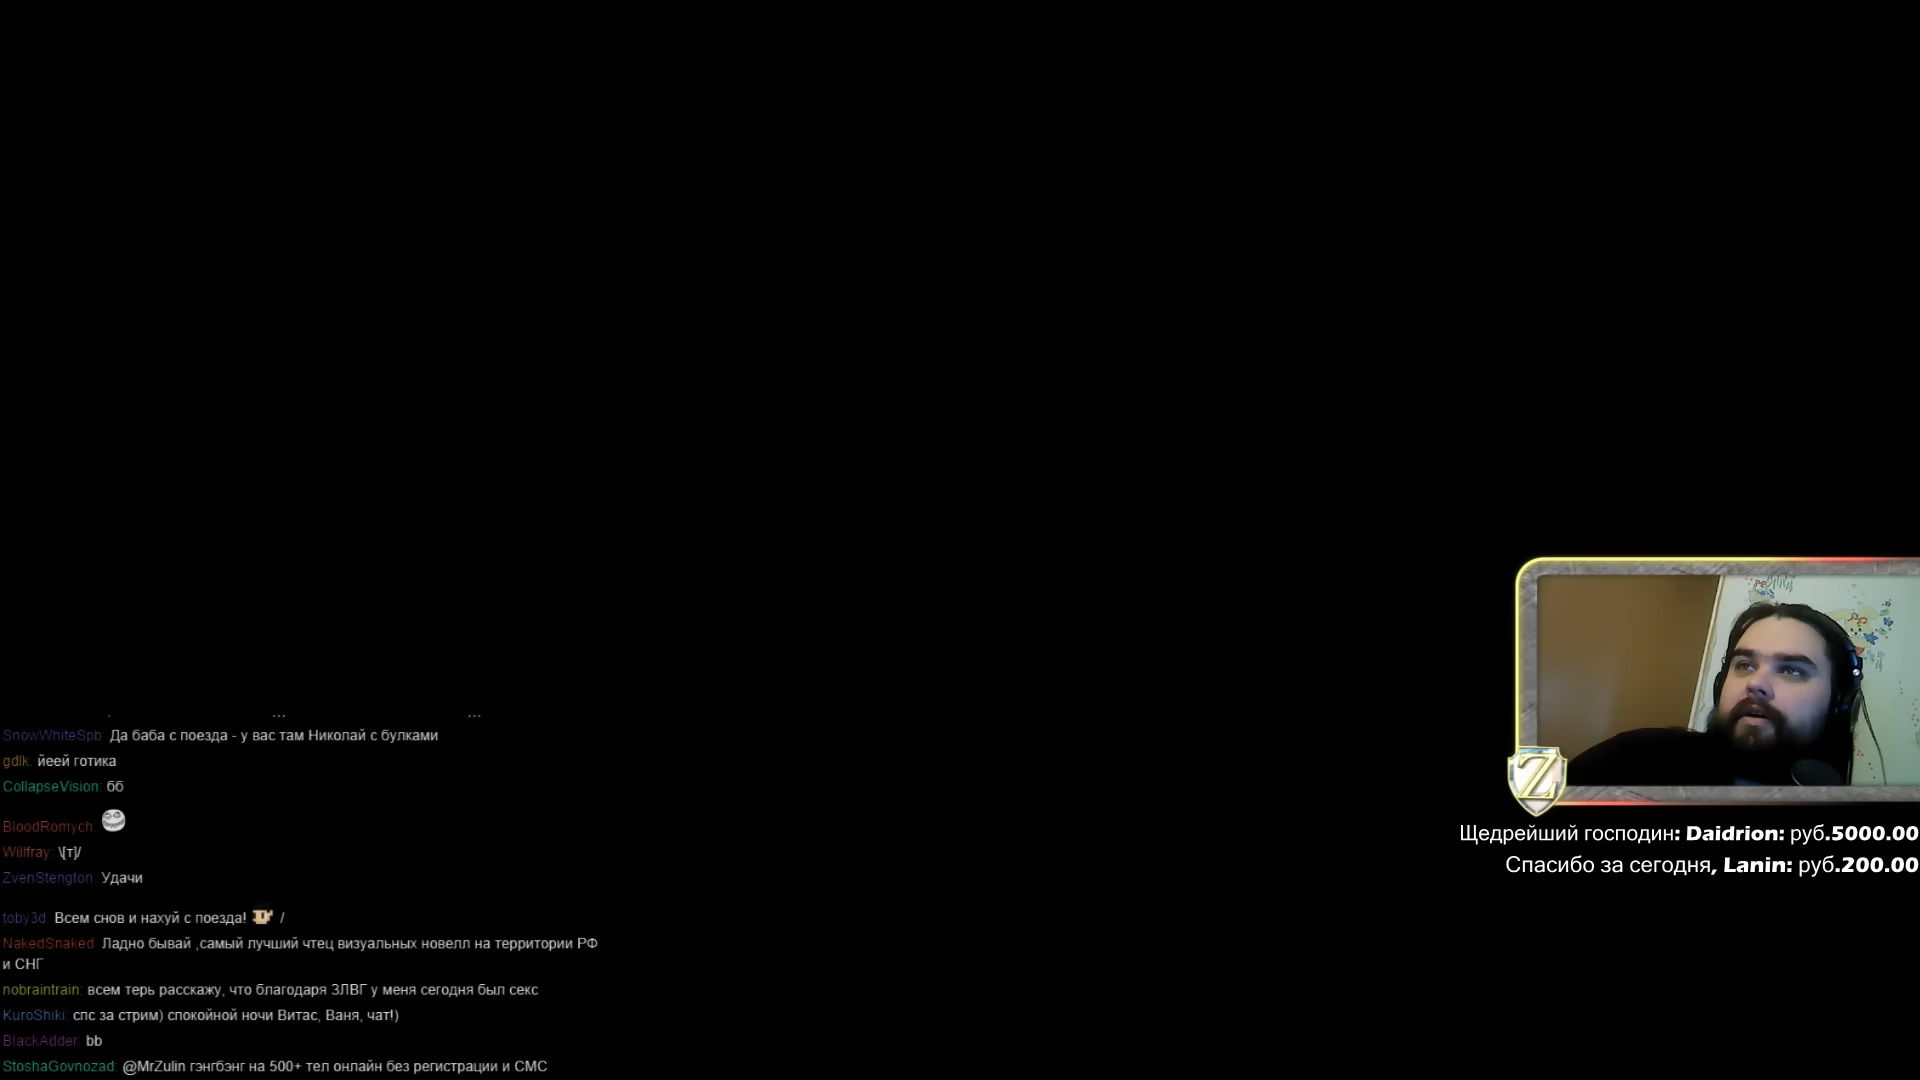 SnowWhiteSpb: Да баба с поезда - у вас там Николай с булками
gdlk: йеей готика
CollapseVision: бб
BloodRomych:
Willfray: \[т]/
ZvenStengton: Удачи
toby3d: Всем снов и нахуй с поезда! /
NakedSnaked: Ладно бывай ,самый лучший чтец визуальных новелл на территории РФ
и СНГ
nobraintrain: всем терь расскажу, что благодаря ЗЛВГ у меня сегодня был секс
KuroShiki: спс за стрим) спокойной ночи Витас, Ваня, чат!)
BlackAdder: bb
StoshaGovnozad: @MrZulin гэнгбэнг на 500+ тел онлайн без регистрации и СМС
Z
Щедрейший господин: Daidrion: руб.5000.00
Спасибо за сегодня, Lanin: руб.200.00